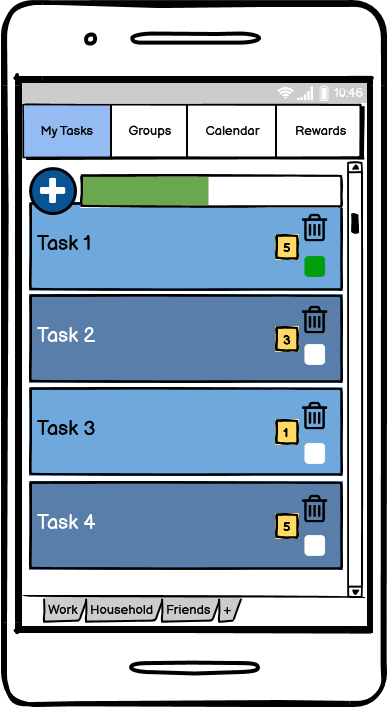 10:46
My Tasks Groups Calendar Rewards
Task 1 5
Task 2 3
Task 3 1
Task 4 5
Work Household Friends +